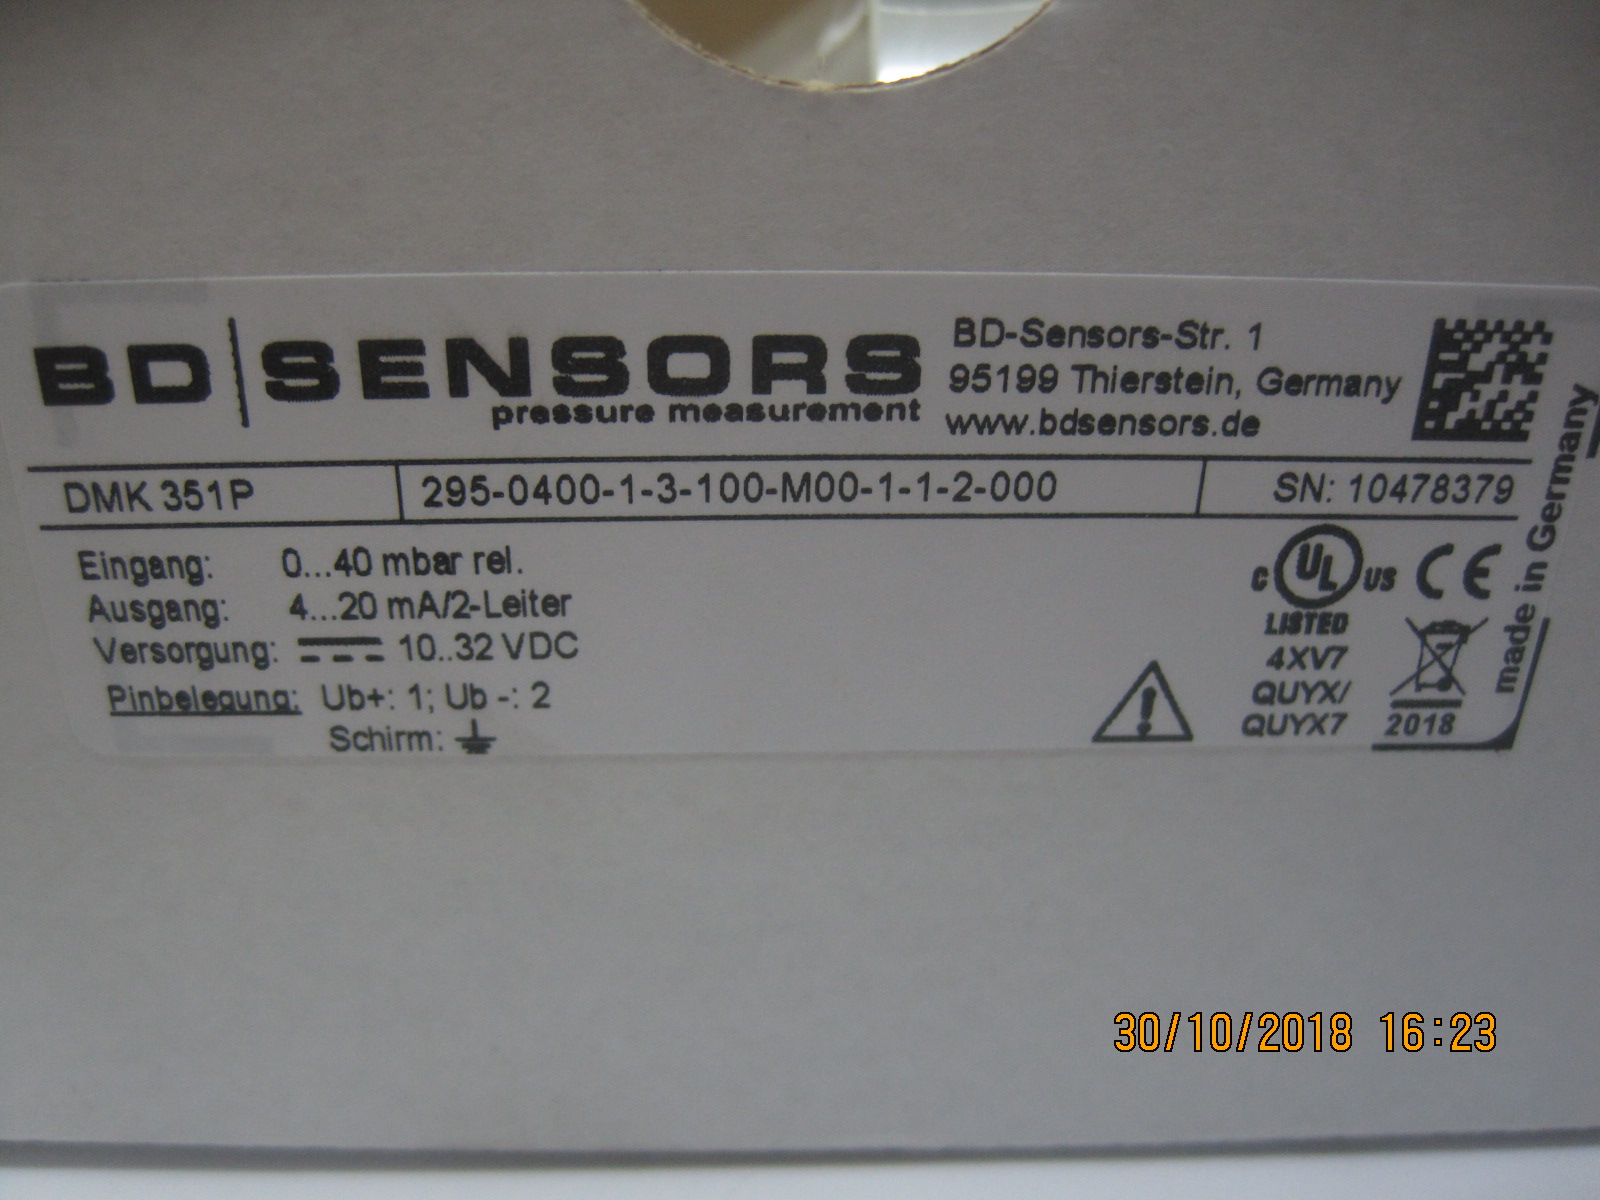 BD|SENSORS
pressure measurement
BD-Sensors-Str. 1
95199 Thierstein, Germany
www.bdsensors.de
DMK 351P 295-0400-1-3-100-M00-1-1-2-000 SN: 10478379
Eingang: 0...40 mbar rel.
Ausgang: 4...20 mA/2-Leiter
Versorgung: 10..32 VDC
Pinbelegung: Ub+: 1; Ub -: 2
Schirm:
C UL US CE
LISTED
4XV7
QUYX/
QUYX7
2018
made in Germany
30/10/2018 16:23